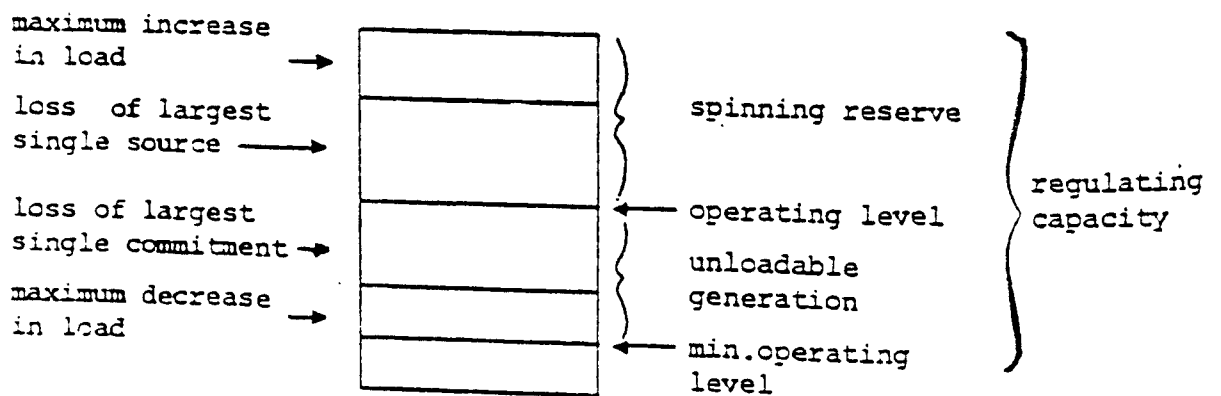 maximum increase
in load
loss of largest
single source
loss of largest
single commitment
maximum decrease
in load
spinning reserve
operating level
unloadable
generation
min.operating
level
regulating
capacity